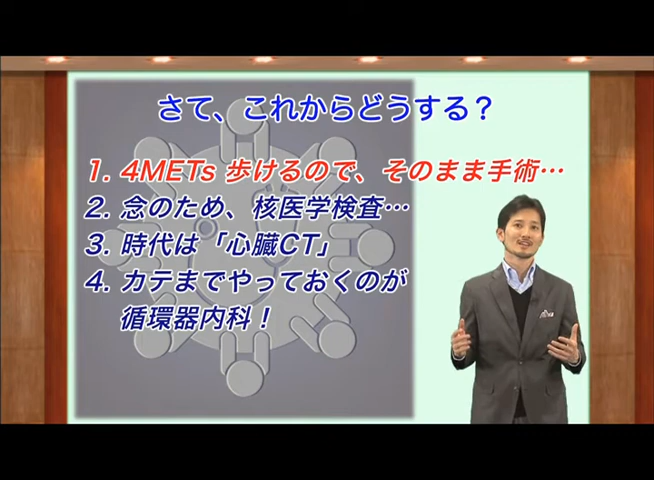 さて、これからどうする？
1. 4METs 歩けるので、そのまま手術…
2. 念のため、核医学検査…
3. 時代は「心臓CT」
4. カテまでやっておくのが
循環器内科！